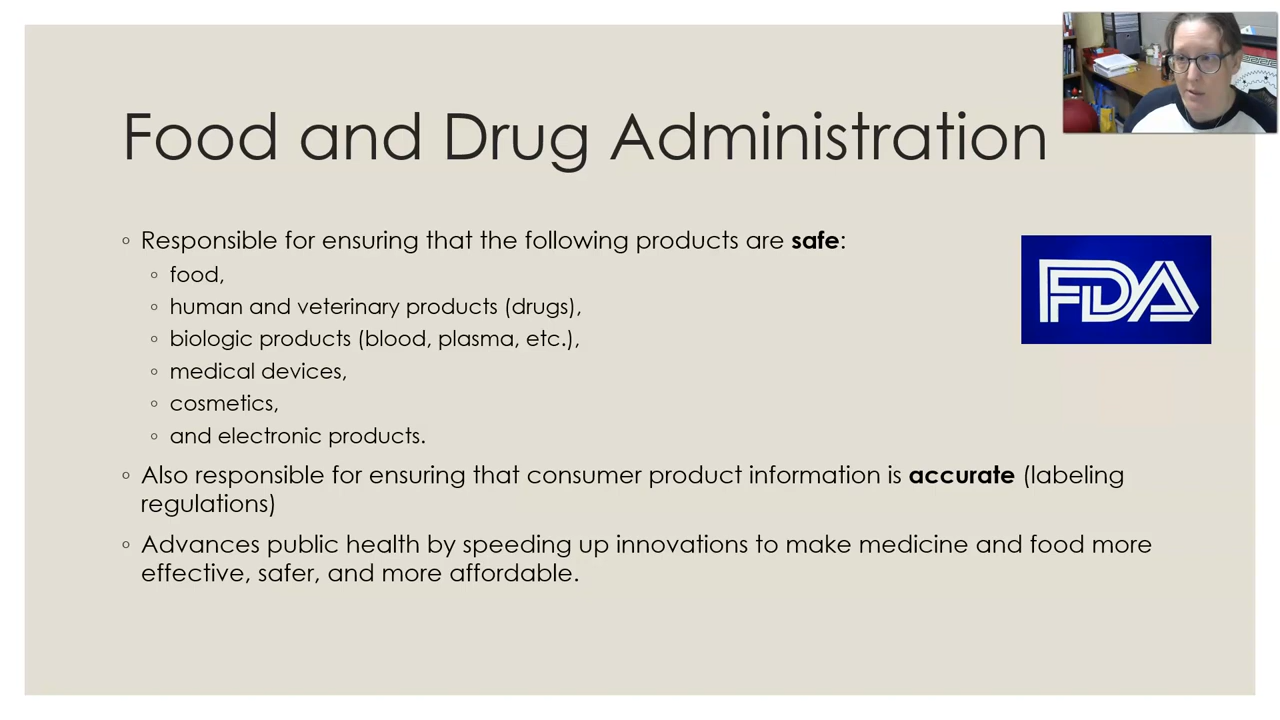 Food and Drug Administration
◦ Responsible for ensuring that the following products are safe:
◦ food,
◦ human and veterinary products (drugs),
◦ biologic products (blood, plasma, etc.),
◦ medical devices,
◦ cosmetics,
◦ and electronic products.
FDA
◦ Also responsible for ensuring that consumer product information is accurate (labeling
regulations)
◦ Advances public health by speeding up innovations to make medicine and food more
effective, safer, and more affordable.